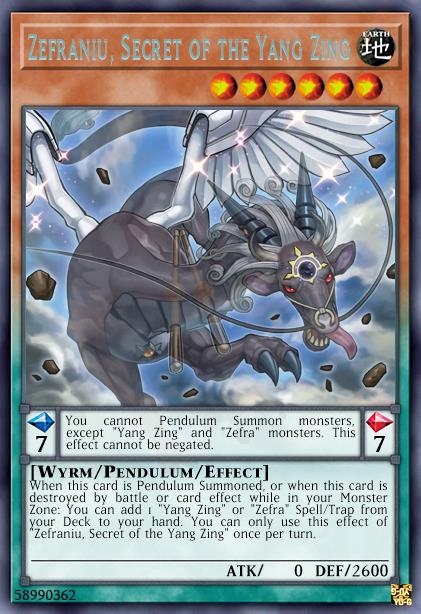 Zefraniu, Secret of the Yang Zing
EARTH
地
7
You cannot Pendulum Summon monsters,
except "Yang Zing" and "Zefra" monsters. This
effect cannot be negated.
7
[Wyrm/Pendulum/Effect]
When this card is Pendulum Summoned, or when this card is
destroyed by battle or card effect while in your Monster
Zone: You can add 1 "Yang Zing" or "Zefra" Spell/Trap from
your Deck to your hand. You can only use this effect of
"Zefraniu, Secret of the Yang Zing" once per turn.
ATK/ 0 DEF/2600
58990362